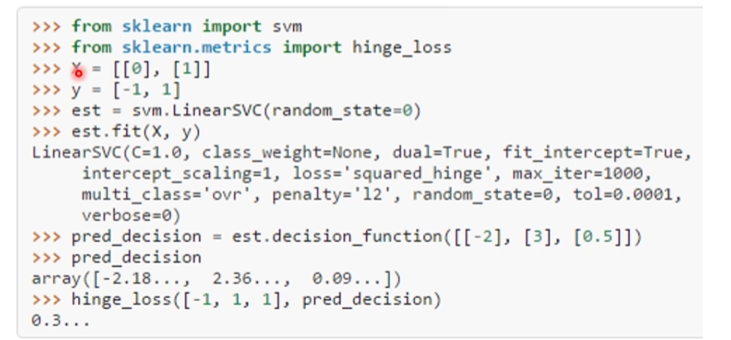 >>> from sklearn import svm
>>> from sklearn.metrics import hinge_loss
>>> X = [[0], [1]]
>>> y = [-1, 1]
>>> est = svm.LinearSVC(random_state=0)
>>> est.fit(X, y)
LinearSVC(C=1.0, class_weight=None, dual=True, fit_intercept=True,
     intercept_scaling=1, loss='squared_hinge', max_iter=1000,
     multi_class='ovr', penalty='l2', random_state=0, tol=0.0001,
     verbose=0)
>>> pred_decision = est.decision_function([[-2], [3], [0.5]])
>>> pred_decision
array([-2.18...,  2.36...,  0.09...])
>>> hinge_loss([-1, 1, 1], pred_decision)
0.3...